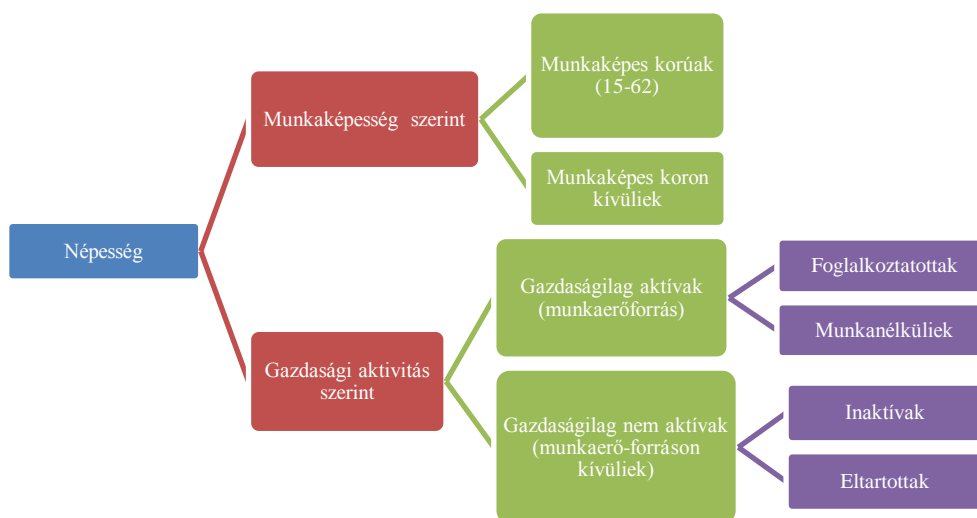 Népesség
Munkaképesség szerint
Munkaképes korúak
(15-62)
Munkaképes koron
kívüliek
Gazdasági aktivitás
szerint
Gazdaságilag aktívak
(munkaerőforrás)
Foglalkoztatottak
Munkanélküliek
Gazdaságilag nem aktívak
(munkaerő-forráson
kívüliek)
Inaktívak
Eltartottak